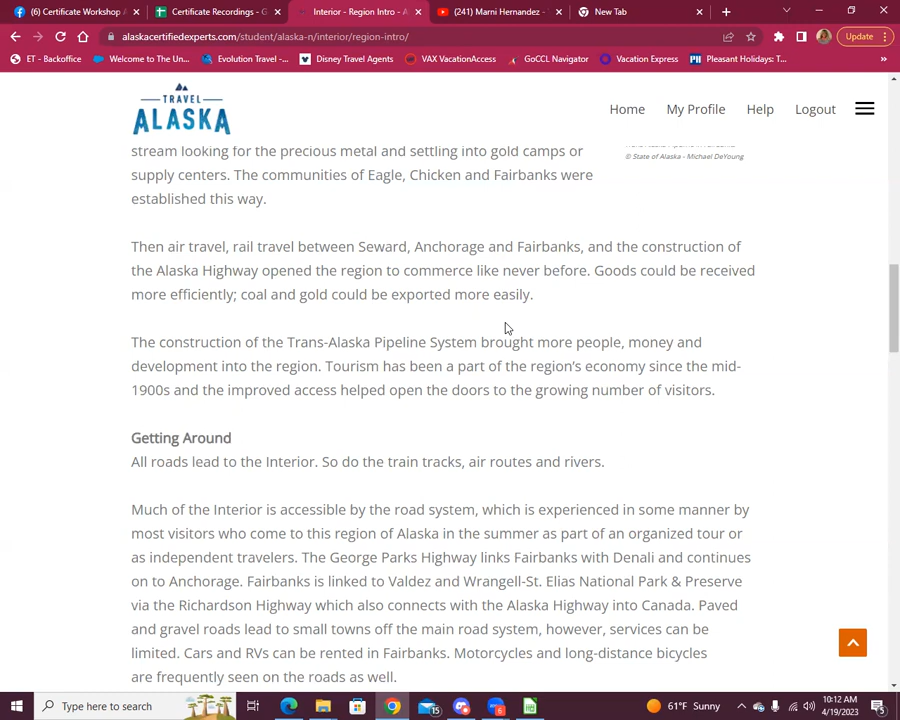 (6) Certificate Workshop A
Certificate Recordings - G
Interior - Region Intro - A
(241) Marni Hernandez -
New Tab
alaskacertifiedexperts.com/student/alaska-n/interior/region-intro/
Update
ET - Backoffice
Welcome to The Un...
Evolution Travel -...
Disney Travel Agents
VAX VacationAccess
GoCCL Navigator
Vacation Express
Pleasant Holidays: T...
TRAVEL
ALASKA
Home
My Profile
Help
Logout
© State of Alaska - Michael DeYoung
stream looking for the precious metal and settling into gold camps or
supply centers. The communities of Eagle, Chicken and Fairbanks were
established this way.
Then air travel, rail travel between Seward, Anchorage and Fairbanks, and the construction of
the Alaska Highway opened the region to commerce like never before. Goods could be received
more efficiently; coal and gold could be exported more easily.
The construction of the Trans-Alaska Pipeline System brought more people, money and
development into the region. Tourism has been a part of the region's economy since the mid-
1900s and the improved access helped open the doors to the growing number of visitors.
Getting Around
All roads lead to the Interior. So do the train tracks, air routes and rivers.
Much of the Interior is accessible by the road system, which is experienced in some manner by
most visitors who come to this region of Alaska in the summer as part of an organized tour or
as independent travelers. The George Parks Highway links Fairbanks with Denali and continues
on to Anchorage. Fairbanks is linked to Valdez and Wrangell-St. Elias National Park & Preserve
via the Richardson Highway which also connects with the Alaska Highway into Canada. Paved
and gravel roads lead to small towns off the main road system, however, services can be
limited. Cars and RVs can be rented in Fairbanks. Motorcycles and long-distance bicycles
are frequently seen on the roads as well.
Type here to search
15
6
61°F Sunny
10:12 AM
4/19/2023
5